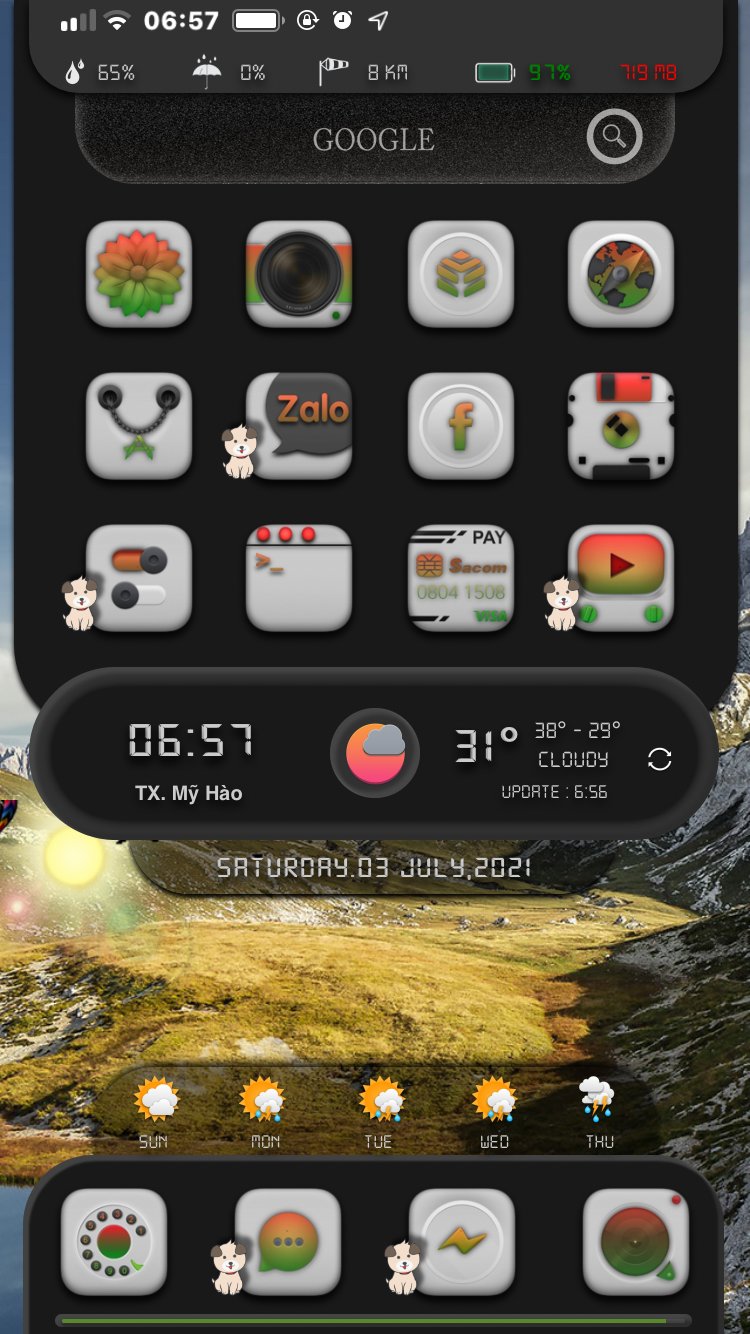 06:57
65% 0% 8 KM 97% 719 MB
GOOGLE
Zalo
f
>_
PAY
Sacom
0804 1508
VISA
06:57
TX. Mỹ Hào
31° 38° - 29°
CLOUDY
UPDATE : 6:56
SATURDAY.03 JULY,2021
SUN MON TUE WED THU